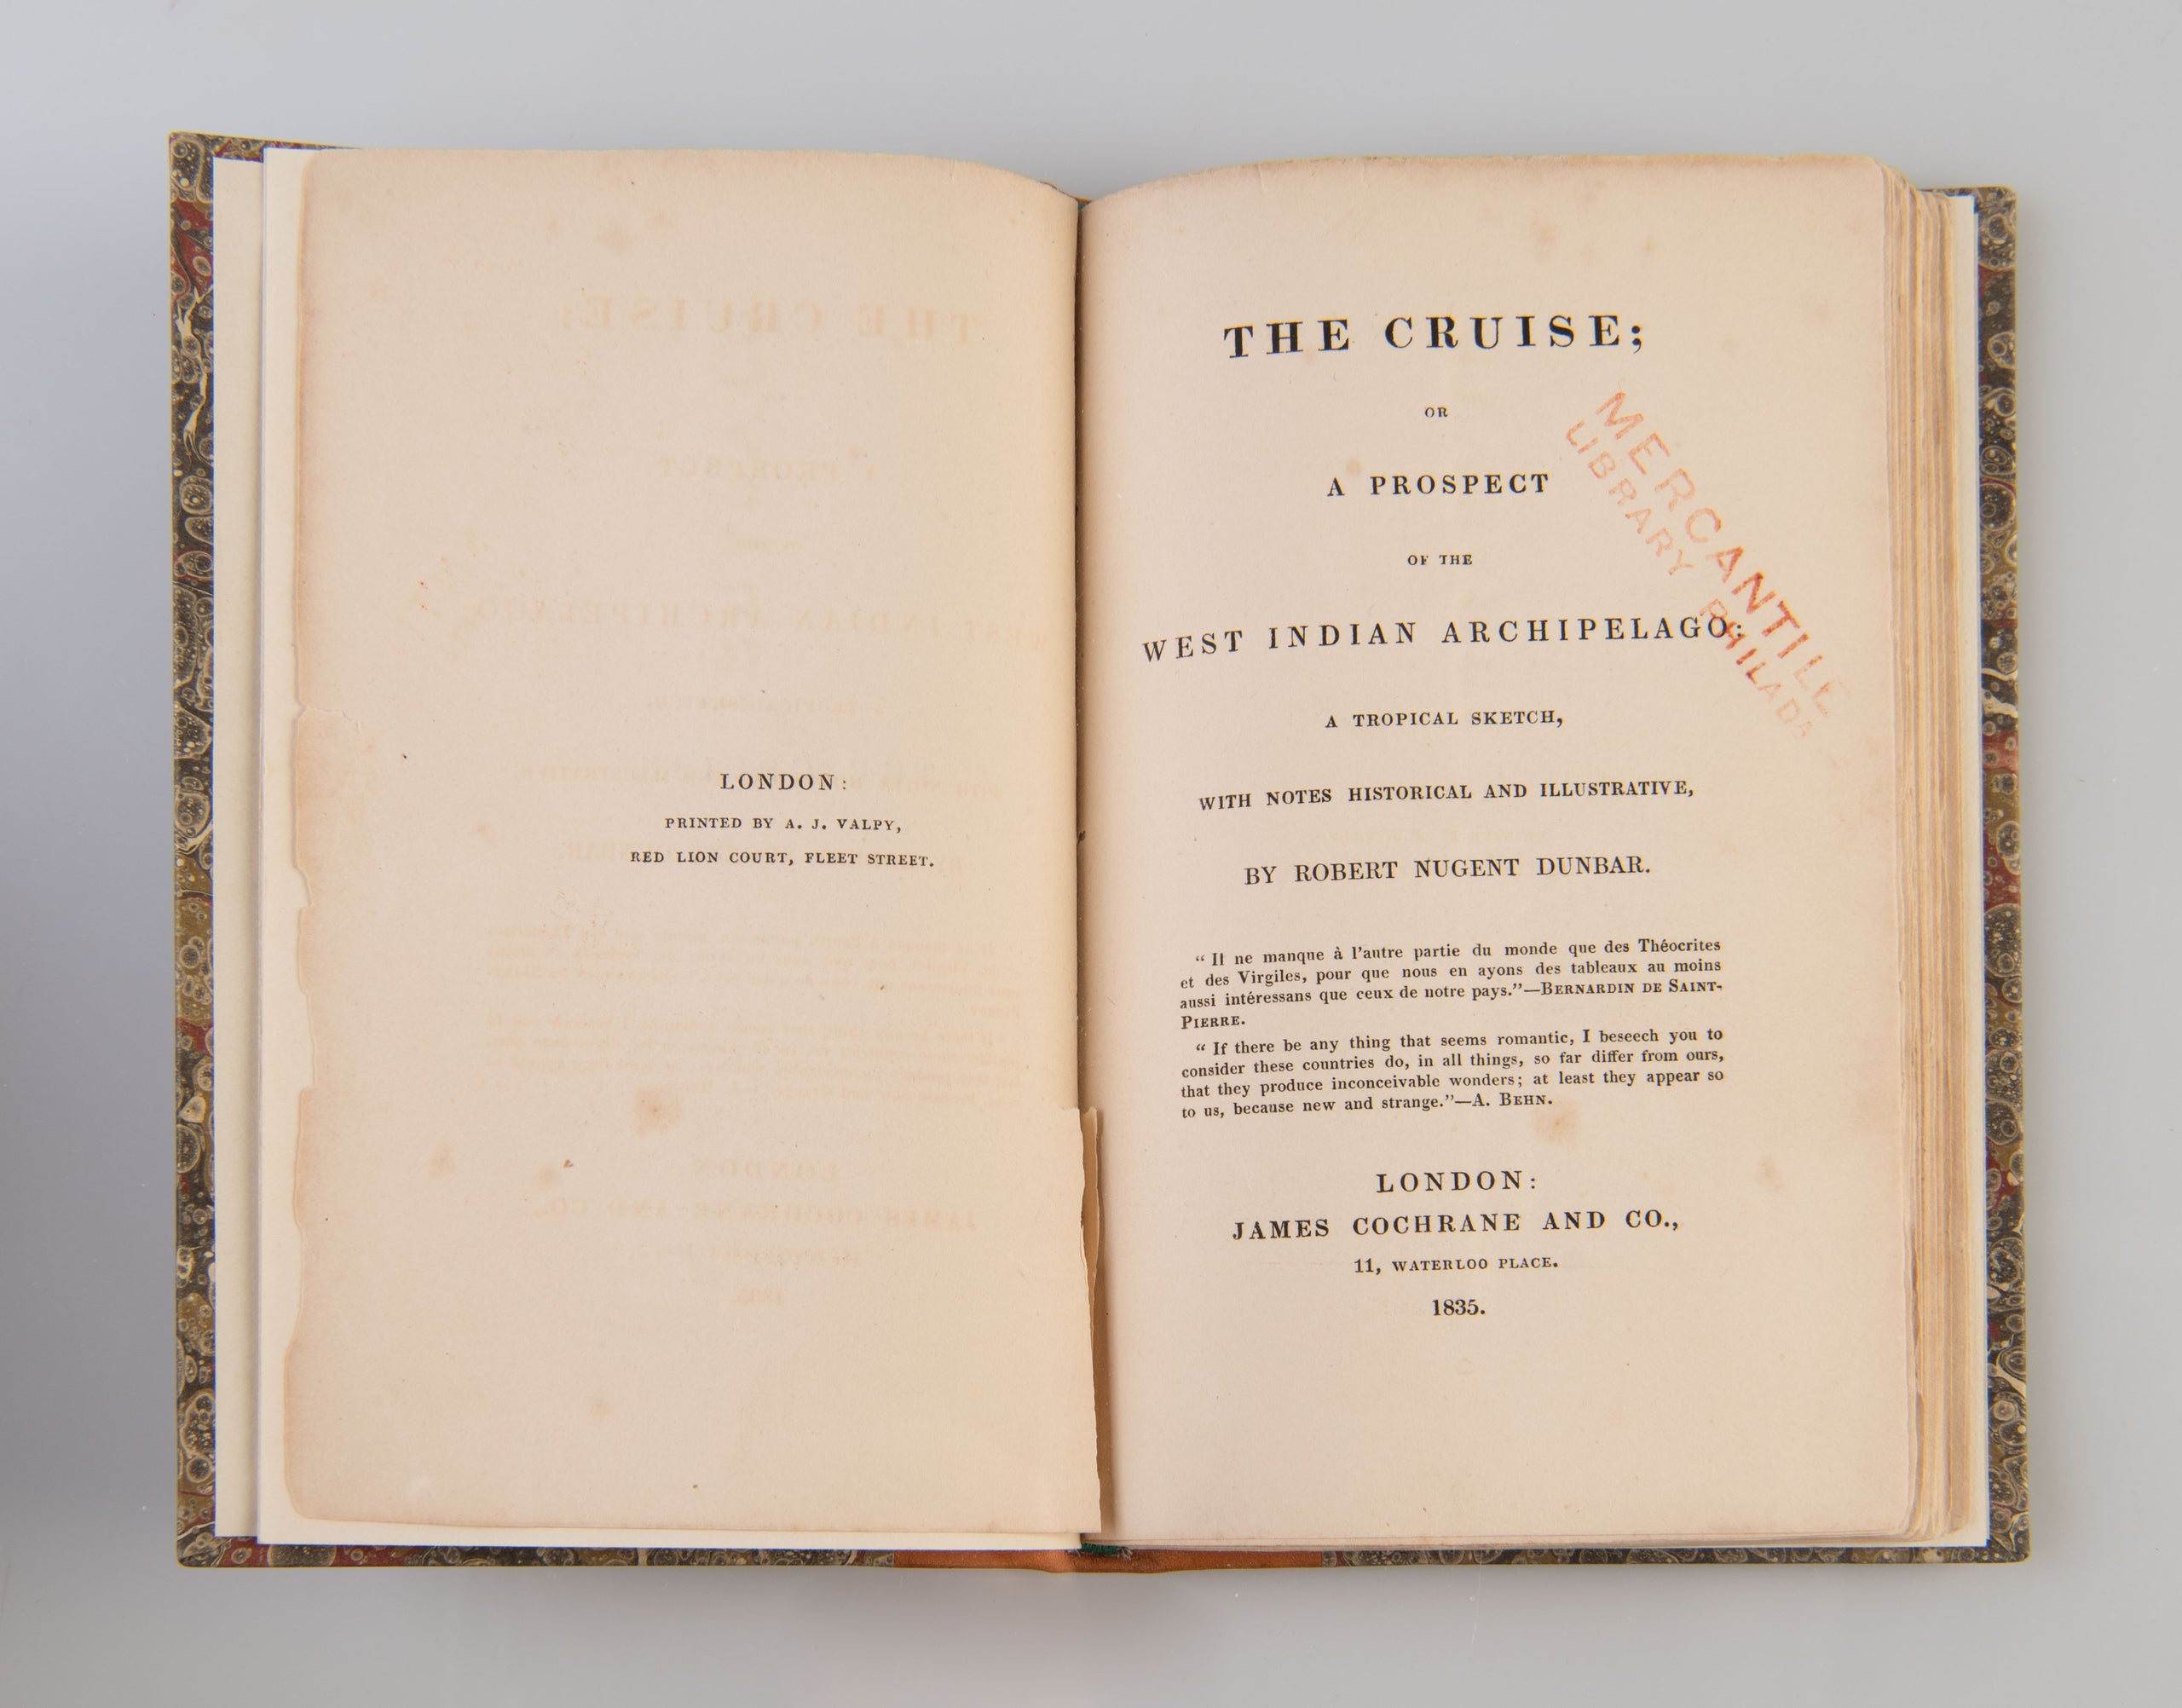 LONDON:
PRINTED BY A. J. VALPY,
RED LION COURT, FLEET STREET.
THE CRUISE;
OR
A PROSPECT
OF THE
WEST INDIAN ARCHIPELAGO;
A TROPICAL SKETCH,
WITH NOTES HISTORICAL AND ILLUSTRATIVE,
BY ROBERT NUGENT DUNBAR.
“ Il ne manque à l’autre partie du monde que des Théocrites
et des Virgiles, pour que nous en ayons des tableaux au moins
aussi intéressans que ceux de notre pays.”—BERNARDIN DE SAINT-
PIERRE.
“ If there be any thing that seems romantic, I beseech you to
consider these countries do, in all things, so far differ from ours,
that they produce inconceivable wonders; at least they appear so
to us, because new and strange.”—A. BEHN.
LONDON:
JAMES COCHRANE AND CO.,
11, WATERLOO PLACE.
1835.
MERCANTILE
LIBRARY PHILADA